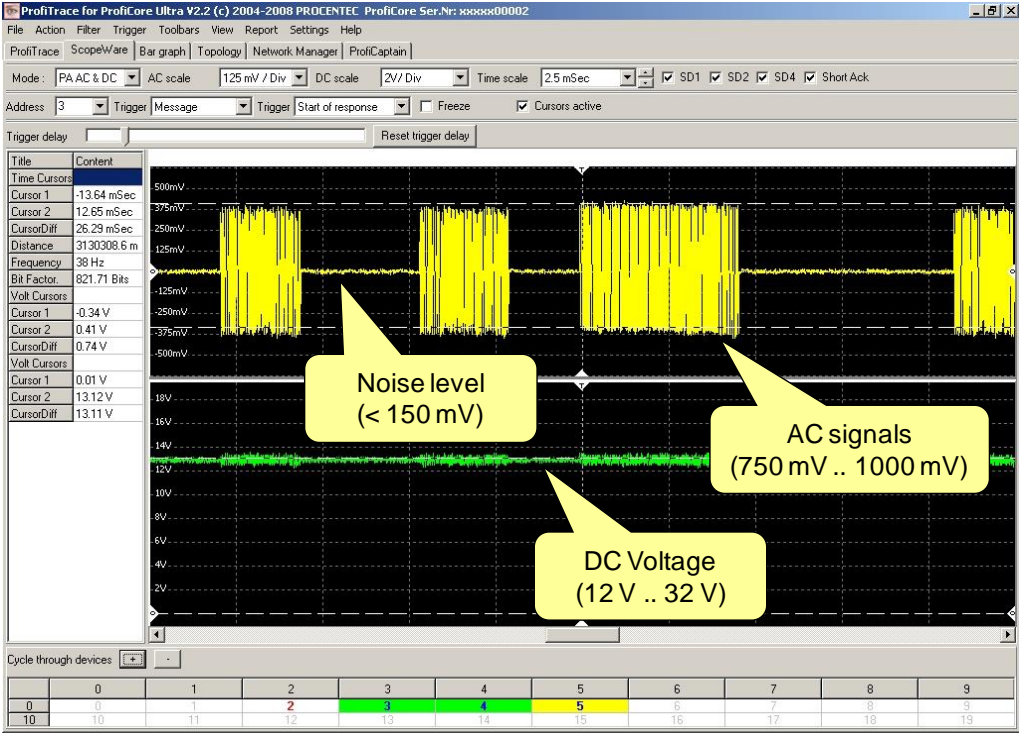 ProfiTrace for ProfiCore Ultra V2.2 (c) 2004-2008 PROCENTEC ProfiCore Ser.Nr: xxxxx00002
File Action Filter Trigger Toolbars View Report Settings Help
ProfiTrace ScopeWare Bar graph Topology Network Manager ProfiCaptain
Mode : PA AC & DC AC scale 125 mV / Div DC scale 2V/ Div Time scale 2.5 mSec SD1 SD2 SD4 Short Ack
Address 3 Trigger Message Trigger Start of response Freeze Cursors active
Trigger delay Reset trigger delay
Title Content
Time Cursors
Cursor 1 -13.64 mSec
Cursor 2 12.65 mSec
CursorDiff 26.29 mSec
Distance 3130308.6 m
Frequency 38 Hz
Bit Factor. 821.71 Bits
Volt Cursors
Cursor 1 -0.34 V
Cursor 2 0.41 V
CursorDiff 0.74 V
Volt Cursors
Cursor 1 0.01 V
Cursor 2 13.12 V
CursorDiff 13.11 V
T
500mV
375mV
250mV
125mV
-125mV
-250mV
-375mV
-500mV
Noise level
(< 150 mV)
T
18V
16V
14V
12V
10V
8V
6V
4V
2V
AC signals
(750 mV .. 1000 mV)
DC Voltage
(12 V .. 32 V)
Cycle through devices + -
0 1 2 3 4 5 6 7 8 9
0 0 1 2 3 4 5 6 7 8 9
10 10 11 12 13 14 15 16 17 18 19